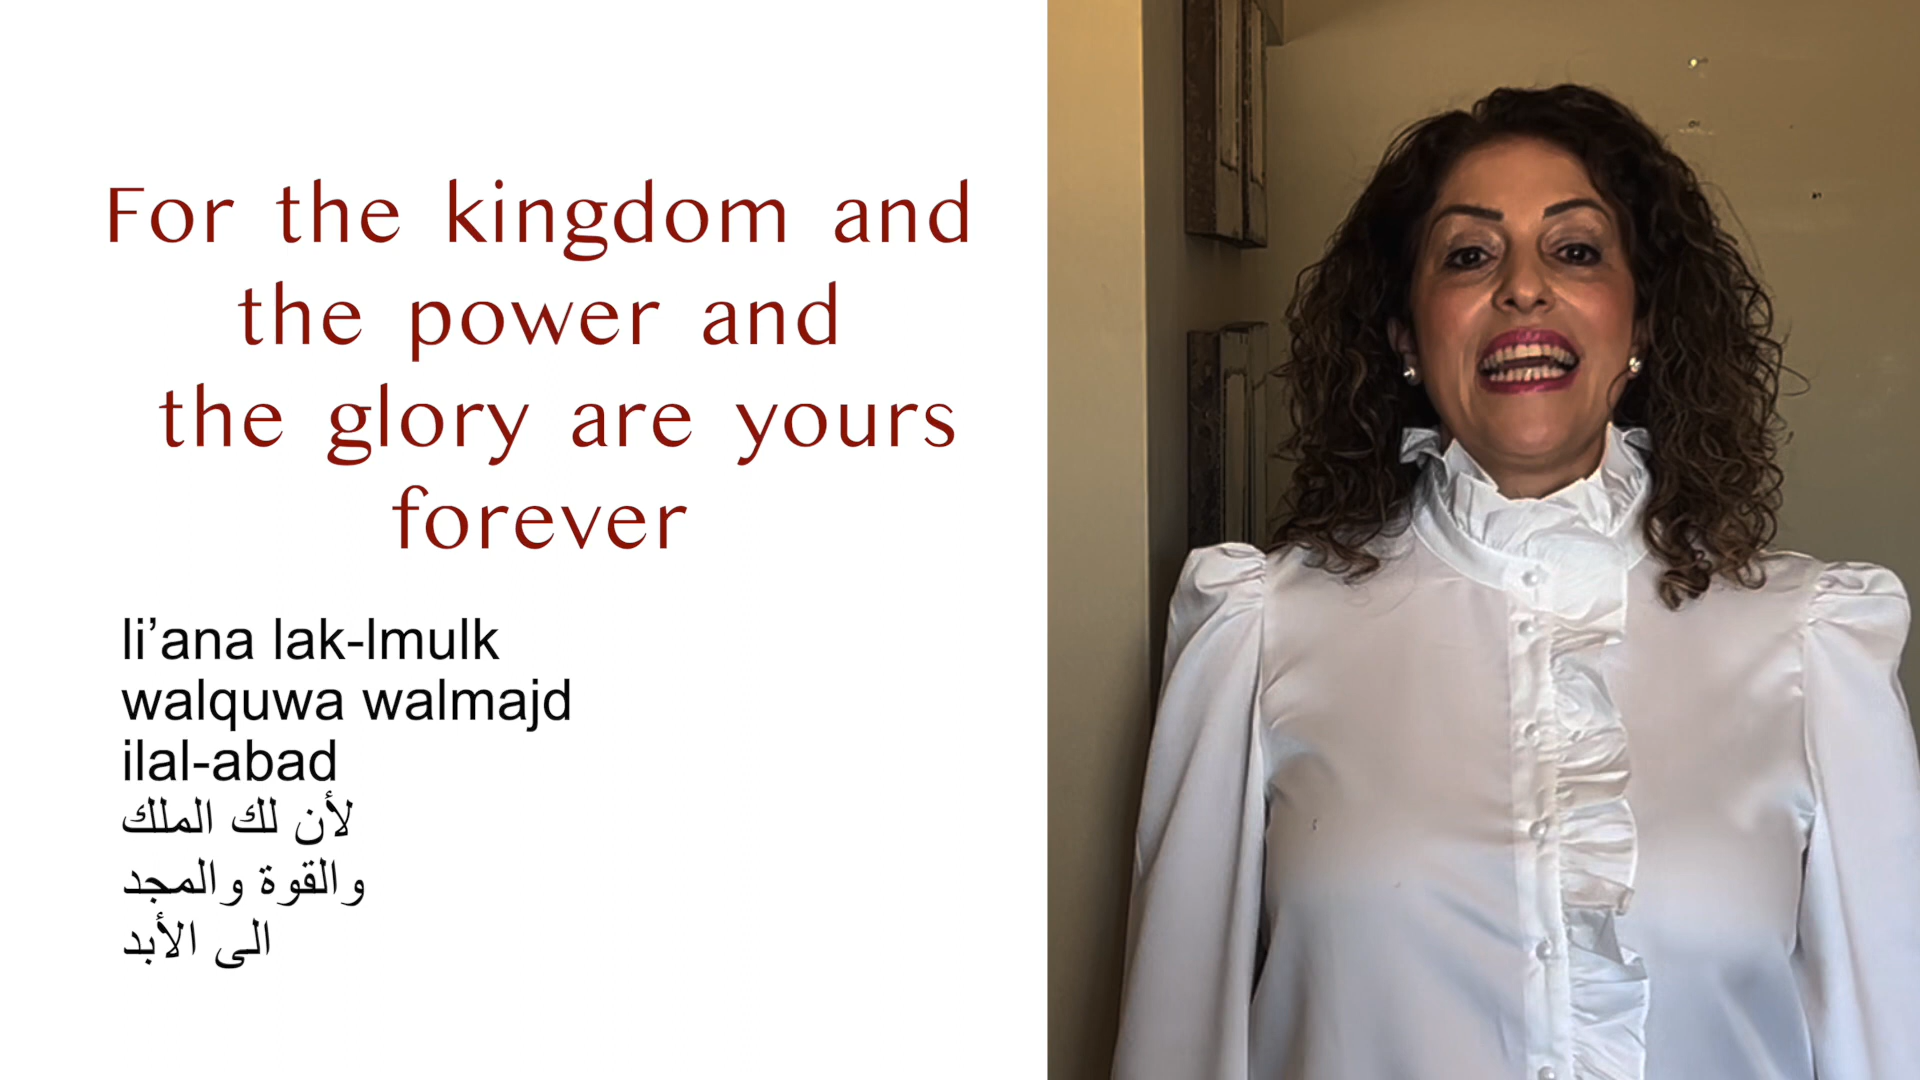 For the kingdom and
the power and
the glory are yours
forever
li’ana lak-lmulk
walquwa walmajd
ilal-abad
لأن لك الملك
والقوة والمجد
الى الأبد